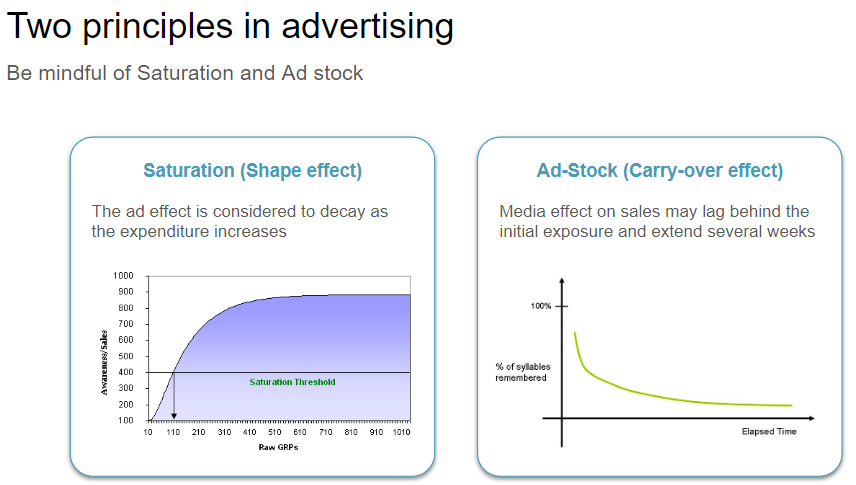 Two principles in advertising
Be mindful of Saturation and Ad stock
Saturation (Shape effect)
The ad effect is considered to decay as
the expenditure increases
1000
900
800
700
600
500
400
300
200
100
Awareness/Sales
Saturation Threshold
10 110 210 310 410 510 610 710 810 910 1010
Raw GRPs
Ad-Stock (Carry-over effect)
Media effect on sales may lag behind the
initial exposure and extend several weeks
100%
% of syllables
remembered
Elapsed Time